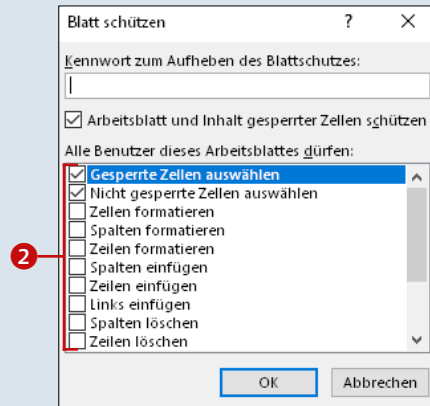 Blatt schützen ? ×
Kennwort zum Aufheben des Blattschutzes:
Arbeitsblatt und Inhalt gesperrter Zellen schützen
Alle Benutzer dieses Arbeitsblattes dürfen:
Gesperrte Zellen auswählen
Nicht gesperrte Zellen auswählen
Zellen formatieren
Spalten formatieren
Zeilen formatieren
Spalten einfügen
2
Zeilen einfügen
Links einfügen
Spalten löschen
Zeilen löschen
OK Abbrechen